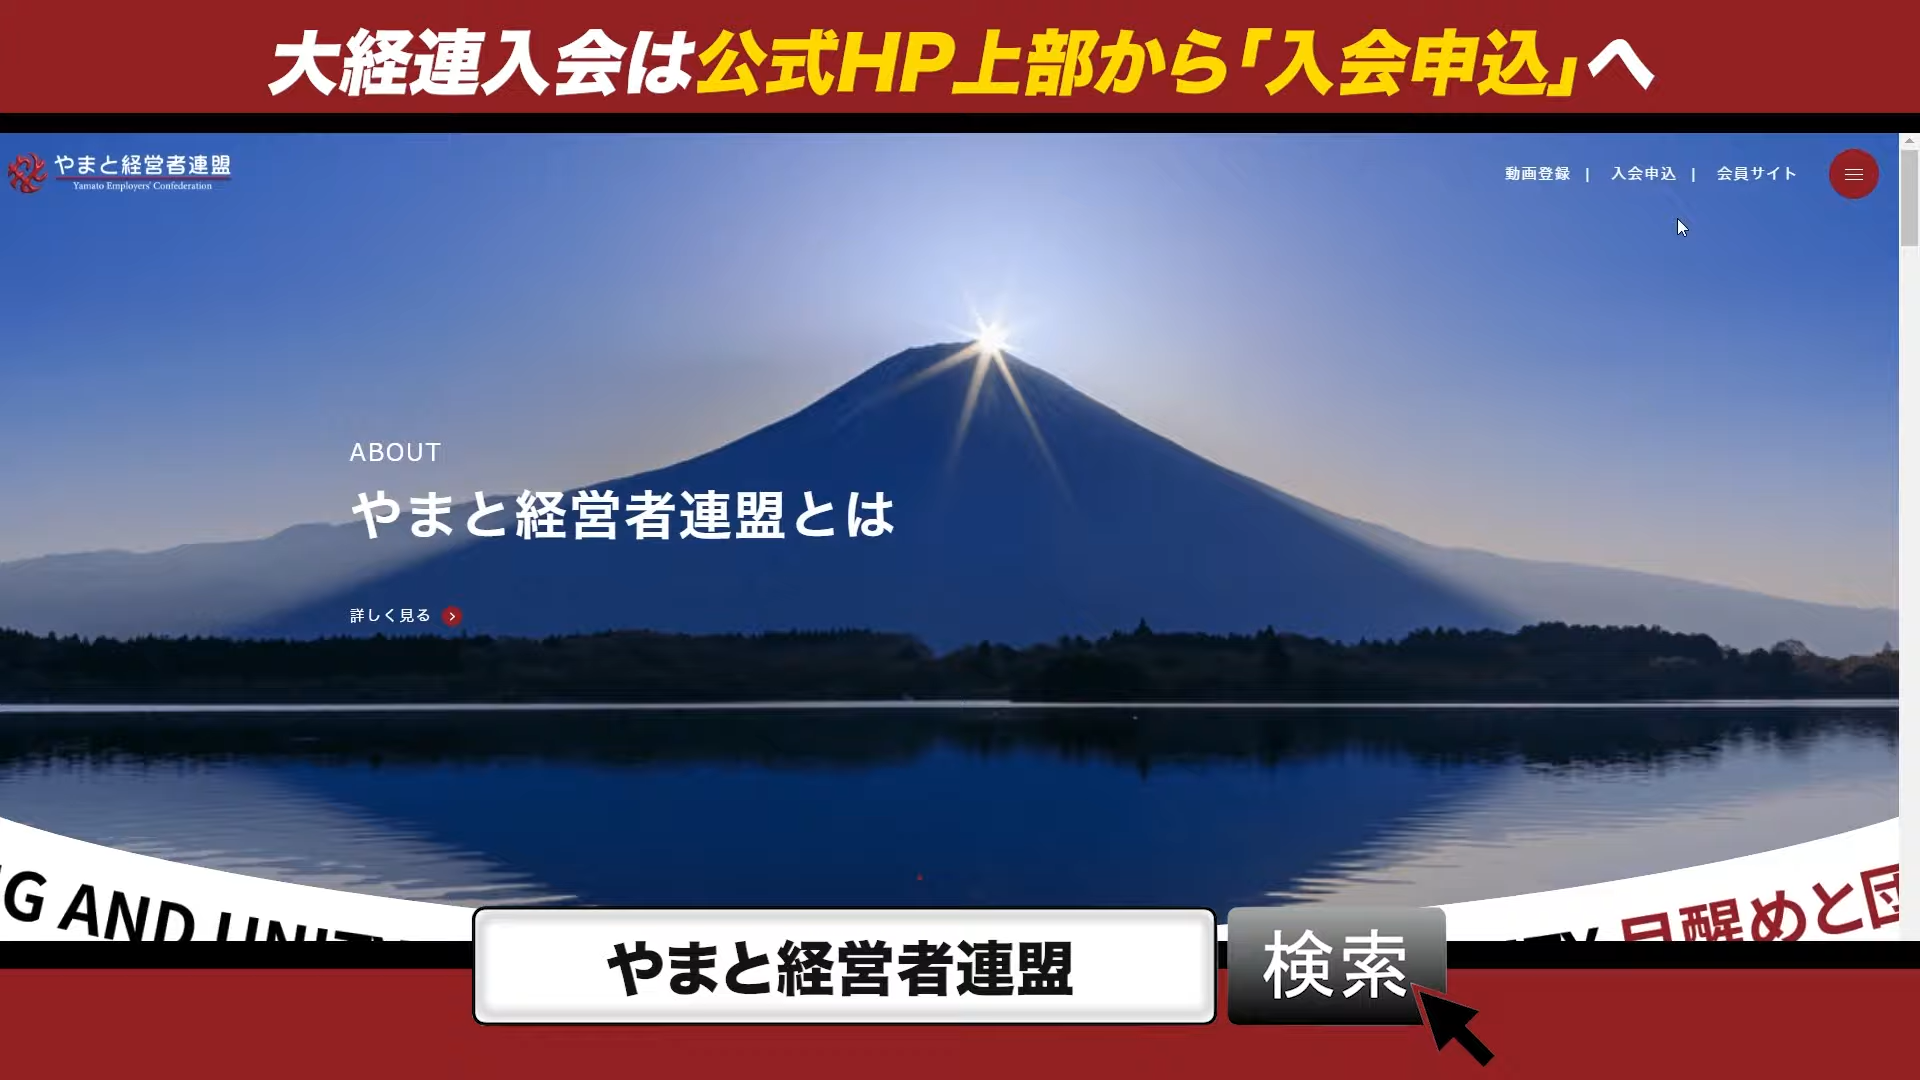 大経連入会は公式HP上部から「入会申込」へ
やまと経営者連盟
Yamato Employers' Confederation
動画登録 | 入会申込 | 会員サイト
ABOUT
やまと経営者連盟とは
詳しく見る
G AND UNITY
目醒めと団
やまと経営者連盟
検索